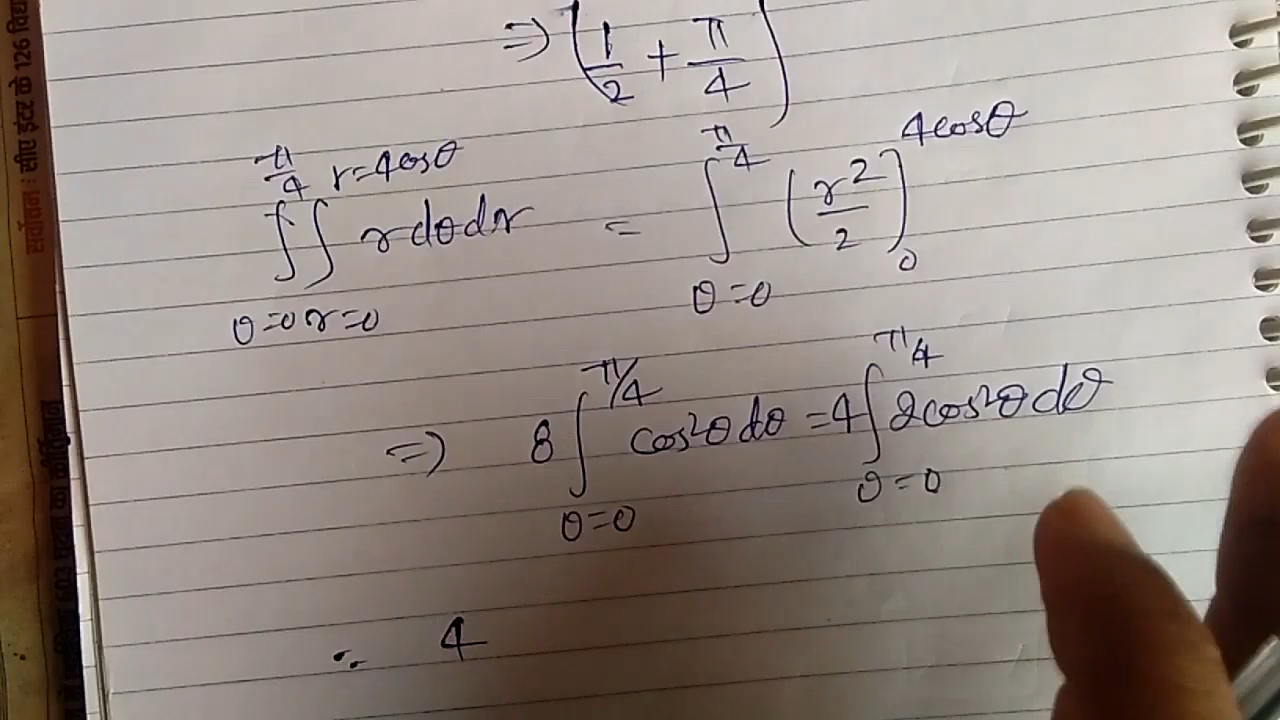 ⇒ (1/2 + π/4)
∫_{θ=0}^{π/4} ∫_{r=0}^{r=4cosθ} r dθ dr = ∫_{θ=0}^{π/4} (r²/2]_0^{4cosθ}
⇒ 8 ∫_{θ=0}^{π/4} cos²θ dθ = 4 ∫_{θ=0}^{π/4} 2cos²θ dθ
∴ 4